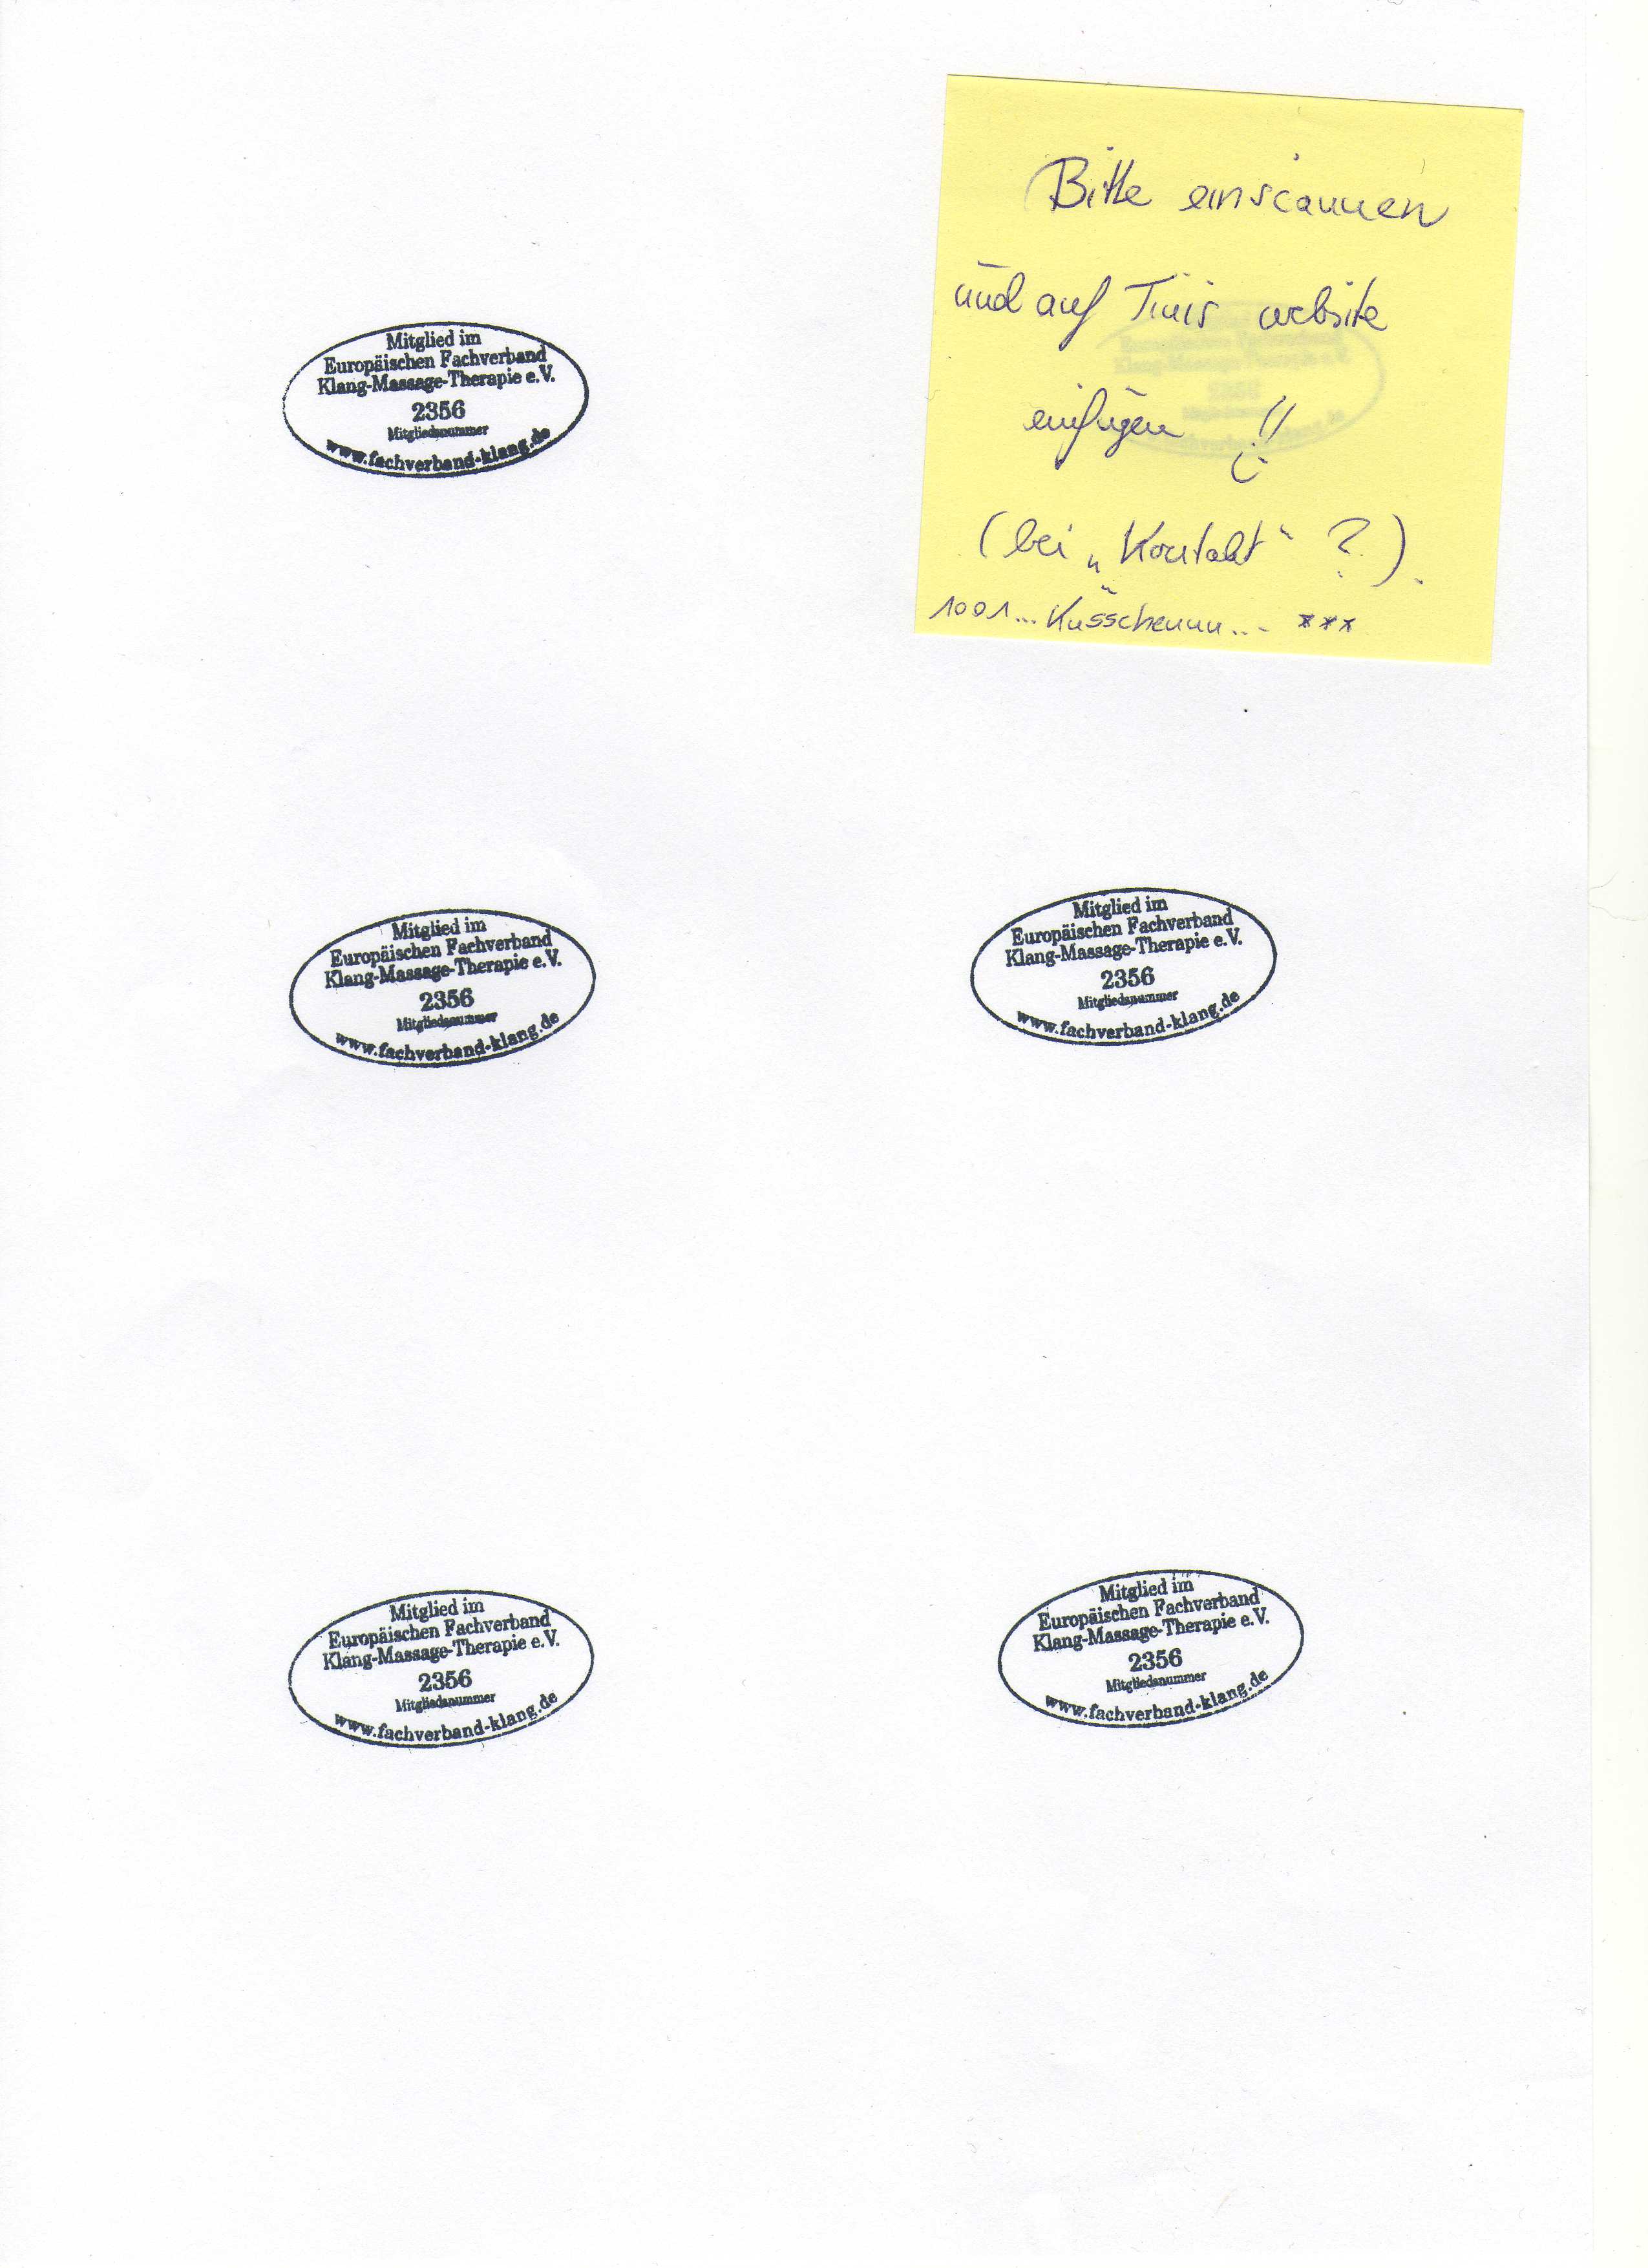 Bitte einscannen
und auf Tinis website
einfügen !!
(bei „Kontakt“ ?).
1001... Küsschennn... ***
Mitglied im
Europäischen Fachverband
Klang-Massage-Therapie e.V.
2356
Mitgliedsnummer
www.fachverband-klang.de
Mitglied im
Europäischen Fachverband
Klang-Massage-Therapie e.V.
2356
Mitgliedsnummer
www.fachverband-klang.de
Mitglied im
Europäischen Fachverband
Klang-Massage-Therapie e.V.
2356
Mitgliedsnummer
www.fachverband-klang.de
Mitglied im
Europäischen Fachverband
Klang-Massage-Therapie e.V.
2356
Mitgliedsnummer
www.fachverband-klang.de
Mitglied im
Europäischen Fachverband
Klang-Massage-Therapie e.V.
2356
Mitgliedsnummer
www.fachverband-klang.de